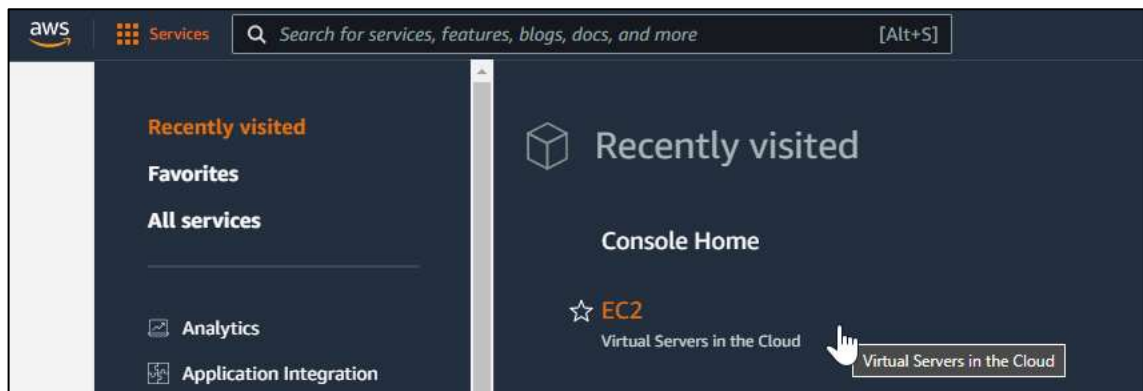 aws Services Search for services, features, blogs, docs, and more [Alt+S]
Recently visited
Favorites
All services
Analytics
Application Integration
Recently visited
Console Home
EC2
Virtual Servers in the Cloud
Virtual Servers in the Cloud